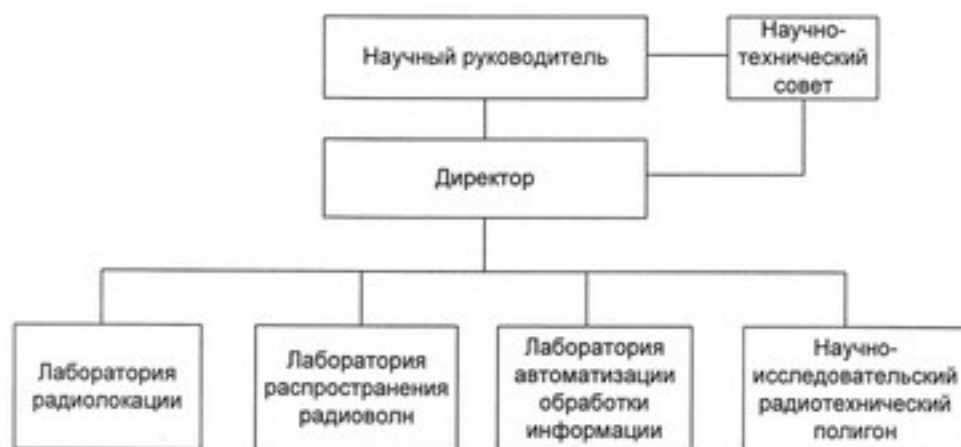 Научный руководитель
Научно-
технический
совет
Директор
Лаборатория
радиолокации
Лаборатория
распространения
радиоволн
Лаборатория
автоматизации
обработки
информации
Научно-
исследовательский
радиотехнический
полигон